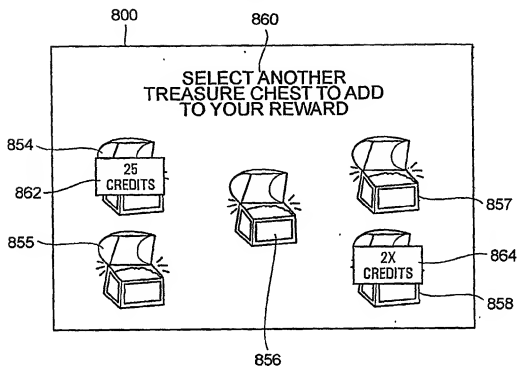 800
860
SELECT ANOTHER
TREASURE CHEST TO ADD
TO YOUR REWARD
854
862
25
CREDITS
857
855
2X
CREDITS
864
858
856